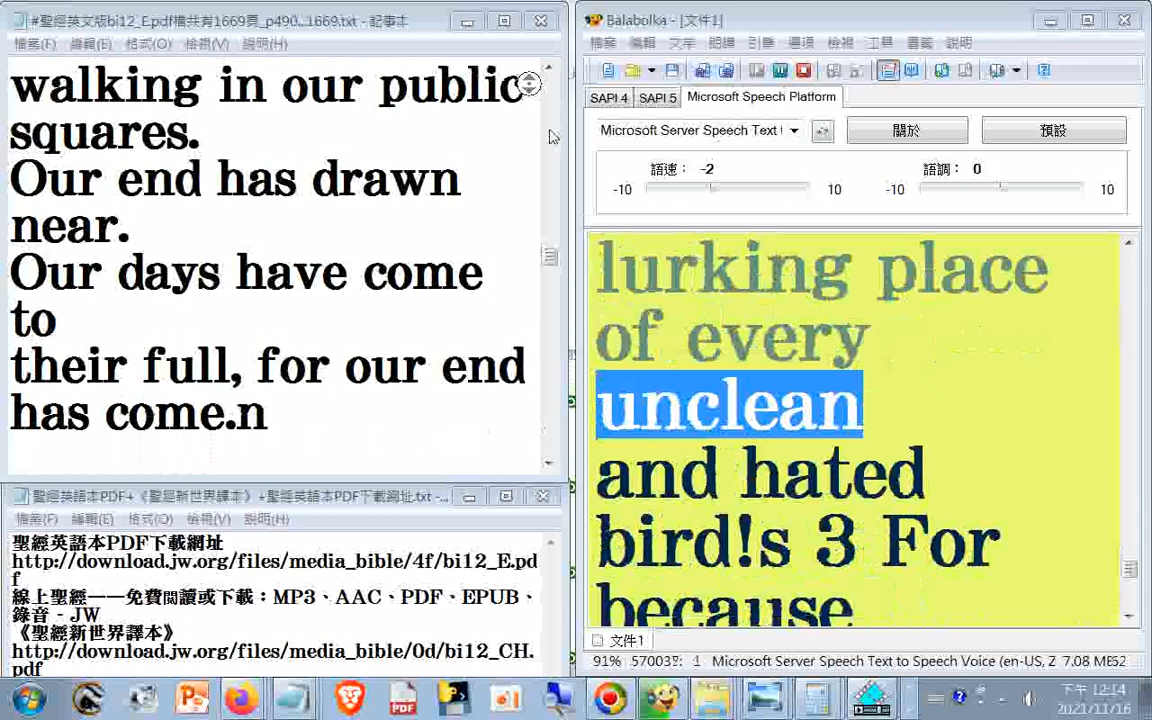 #聖經英文版bi12_E.pdf檔共有1669頁_p490...1669.txt - 記事本
檔案(F) 編輯(E) 格式(O) 檢視(V) 說明(H)
walking in our public
squares.
Our end has drawn
near.
Our days have come
to
their full, for our end
has come.n
聖經英語本PDF+《聖經新世界譯本》+聖經英語本PDF下載網址.txt -...
檔案(F) 編輯(E) 格式(O) 檢視(V) 說明(H)
聖經英語本PDF下載網址
http://download.jw.org/files/media_bible/4f/bi12_E.pd
f
線上聖經——免費閱讀或下載：MP3、AAC、PDF、EPUB、
錄音 - JW
《聖經新世界譯本》
http://download.jw.org/files/media_bible/0d/bi12_CH.
pdf
Balabolka - [文件1]
檔案 編輯 文字 朗讀 引擎 選項 檢視 工具 書籤 說明
SAPI 4 SAPI 5 Microsoft Speech Platform
Microsoft Server Speech Text 關於 預設
語速： -2 語調： 0
-10 10 -10 10
lurking place
of every
unclean
and hated
bird!s 3 For
because
文件1
91% 57003?: 1 Microsoft Server Speech Text to Speech Voice (en-US, Z 7.08 ME52
下午 12:14
2021/11/16